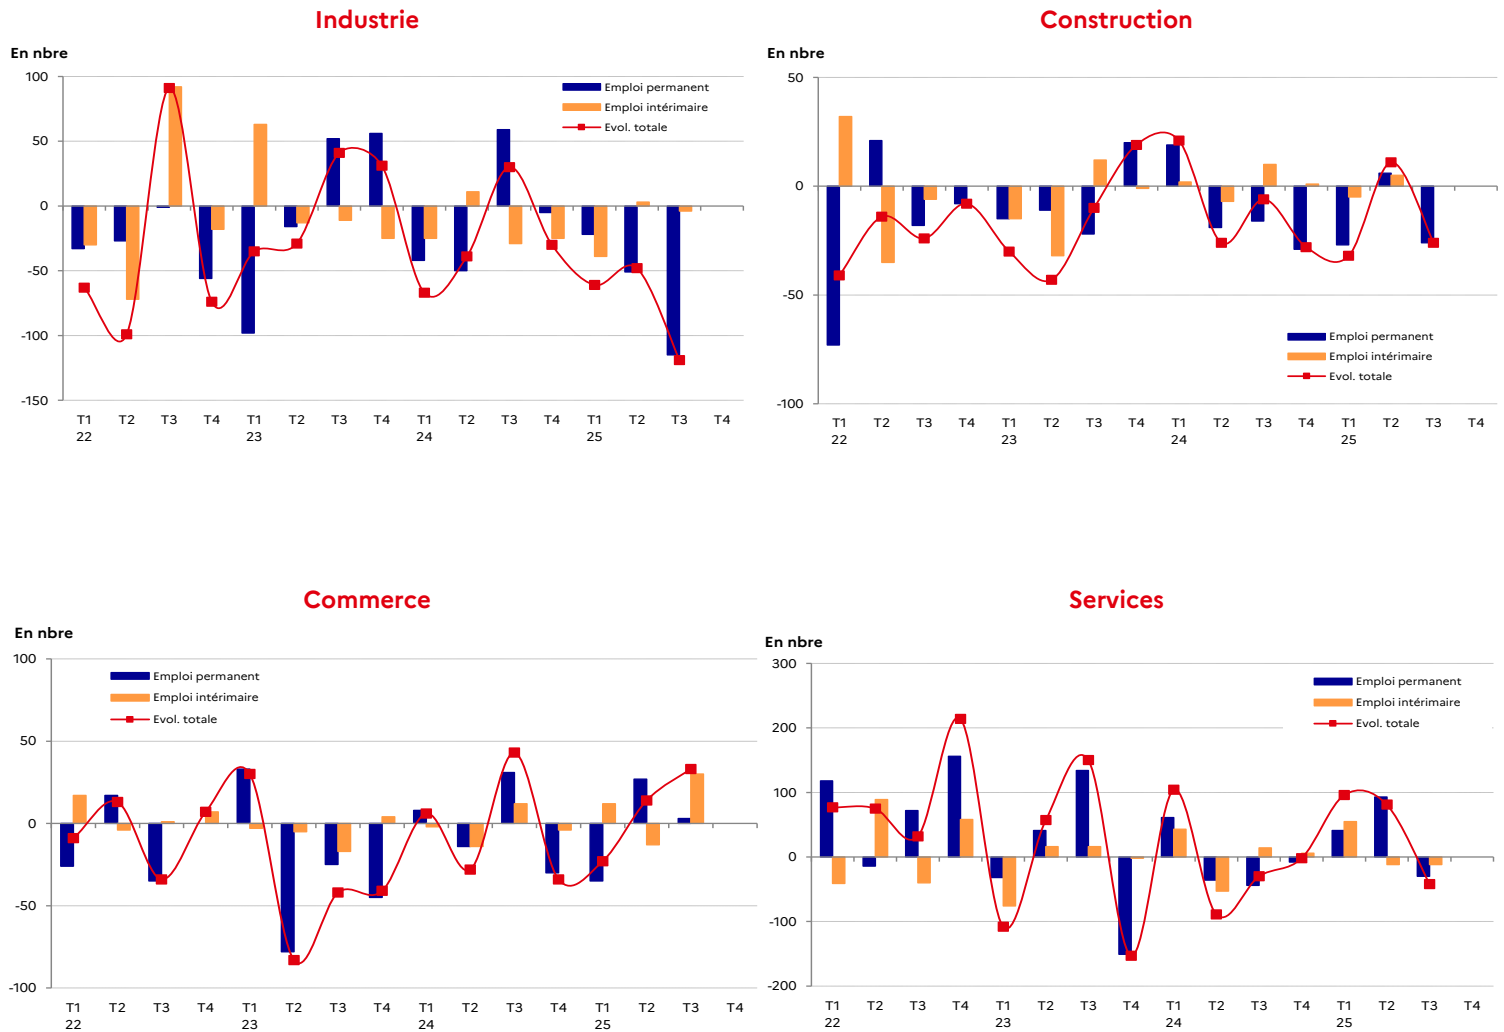 Industrie
En nbre
100
50
0
-50
-100
-150
Emploi permanent
Emploi intérimaire
Evol. totale
T1 T2 T3 T4 T1 T2 T3 T4 T1 T2 T3 T4 T1 T2 T3 T4
22 23 24 25
Construction
En nbre
50
0
-50
-100
Emploi permanent
Emploi intérimaire
Evol. totale
T1 T2 T3 T4 T1 T2 T3 T4 T1 T2 T3 T4 T1 T2 T3 T4
22 23 24 25
Commerce
En nbre
100
50
0
-50
-100
Emploi permanent
Emploi intérimaire
Evol. totale
T1 T2 T3 T4 T1 T2 T3 T4 T1 T2 T3 T4 T1 T2 T3 T4
22 23 24 25
Services
En nbre
300
200
100
0
-100
-200
Emploi permanent
Emploi intérimaire
Evol. totale
T1 T2 T3 T4 T1 T2 T3 T4 T1 T2 T3 T4 T1 T2 T3 T4
22 23 24 25